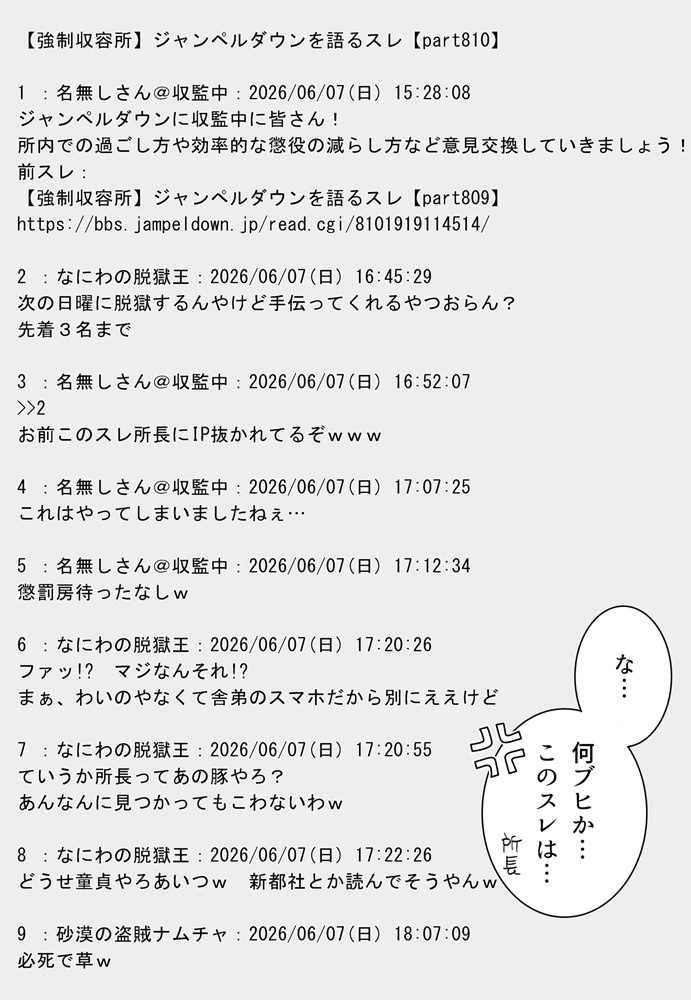 【強制収容所】ジャンペルダウンを語るスレ【part810】
1 ：名無しさん＠収監中：2026/06/07(日) 15:28:08
ジャンペルダウンに収監中に皆さん！
所内での過ごし方や効率的な懲役の減らし方など意見交換していきましょう！
前スレ：
【強制収容所】ジャンペルダウンを語るスレ【part809】
https://bbs.jampeldown.jp/read.cgi/8101919114514/
2 ：なにわの脱獄王：2026/06/07(日) 16:45:29
次の日曜に脱獄するんやけど手伝ってくれるやつおらん？
先着３名まで
3 ：名無しさん＠収監中：2026/06/07(日) 16:52:07
>>2
お前このスレ所長にIP抜かれてるぞｗｗｗ
4 ：名無しさん＠収監中：2026/06/07(日) 17:07:25
これはやってしまいましたねぇ…
5 ：名無しさん＠収監中：2026/06/07(日) 17:12:34
懲罰房待ったなしｗ
6 ：なにわの脱獄王：2026/06/07(日) 17:20:26
ファッ!?　マジなんそれ!?
まぁ、わいのやなくて舎弟のスマホだから別にええけど
7 ：なにわの脱獄王：2026/06/07(日) 17:20:55
ていうか所長ってあの豚やろ？
あんなんに見つかってもこわないわｗ
8 ：なにわの脱獄王：2026/06/07(日) 17:22:26
どうせ童貞やろあいつｗ　新都社とか読んでそうやんｗ
9 ：砂漠の盗賊ナムチャ：2026/06/07(日) 18:07:09
必死で草ｗ
な…
何ブヒか…
このスレは…
所長